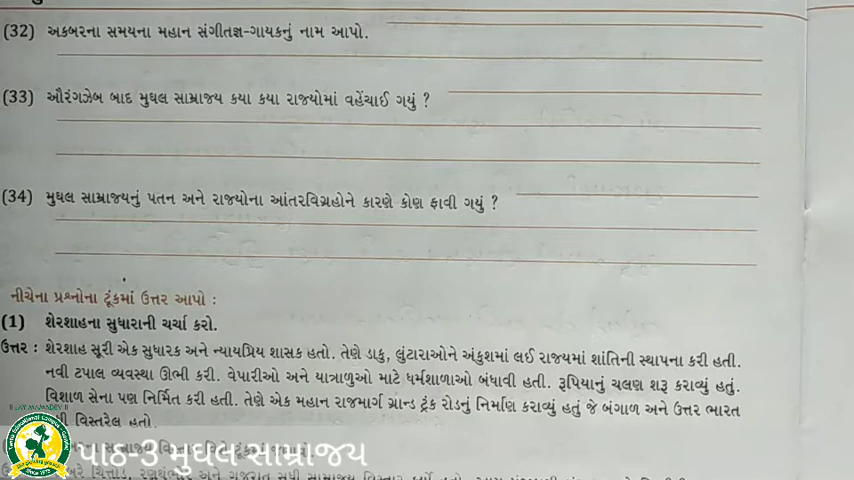 (32) અકબરના સમયના મહાન સંગીતજ્ઞ-ગાયકનું નામ આપો.
(33) ઔરંગઝેબ બાદ મુઘલ સામ્રાજ્ય કયા કયા રાજ્યોમાં વહેંચાઈ ગયું ?
(34) મુઘલ સામ્રાજ્યનું પતન અને રાજ્યોના આંતરવિગ્રહોને કારણે કોણ ફાવી ગયું ?
નીચેના પ્રશ્નોના ટૂંકમાં ઉત્તર આપો :
(1) શેરશાહના સુધારાની ચર્ચા કરો.
ઉત્તર : શેરશાહ સૂરી એક સુધારક અને ન્યાયપ્રિય શાસક હતો. તેણે ડાકુ, લુંટારાઓને અંકુશમાં લઈ રાજ્યમાં શાંતિની સ્થાપના કરી હતી.
નવી ટપાલ વ્યવસ્થા ઊભી કરી. વેપારીઓ અને યાત્રાળુઓ માટે ધર્મશાળાઓ બંધાવી હતી. રૂપિયાનું ચલણ શરૂ કરાવ્યું હતું.
વિશાળ સેના પણ નિર્મિત કરી હતી. તેણે એક મહાન રાજમાર્ગ ગ્રાન્ડ ટ્રંક રોડનું નિર્માણ કરાવ્યું હતું જે બંગાળ અને ઉત્તર ભારત
વિસ્તરેલ હતો.
પાઠ-3 મુઘલ સામ્રાજ્ય